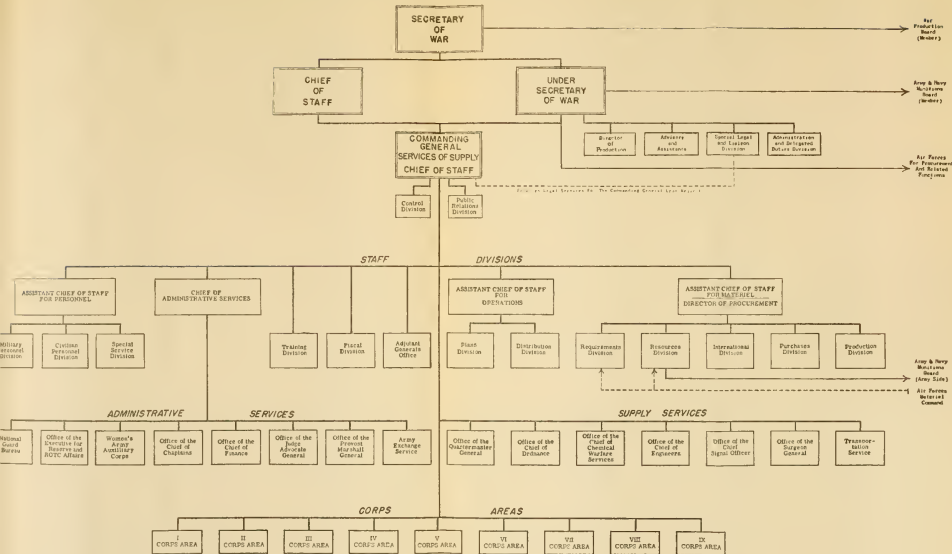 SECRETARY
OF
WAR
War
Production
Board
(Member)
CHIEF
OF
STAFF
UNDER
SECRETARY
OF WAR
Army & Navy
Munitions
Board
(Member)
Director
of
Production
Advisory
and
Assistance
Special Legal
and Liaison
Division
Administration
and Delegated
Duties Division
COMMANDING
GENERAL
SERVICES OF SUPPLY
CHIEF OF STAFF
Air Forces
For Procurement
And Related
Functions
Legal Services To The Commanding General
Control
Division
Public
Relations
Division
STAFF DIVISIONS
ASSISTANT CHIEF OF STAFF
FOR PERSONNEL
CHIEF OF
ADMINISTRATIVE SERVICES
ASSISTANT CHIEF OF STAFF
FOR
OPERATIONS
ASSISTANT CHIEF OF STAFF
FOR MATERIEL
DIRECTOR OF PROCUREMENT
Military
Personnel
Division
Civilian
Personnel
Division
Special
Service
Division
Training
Division
Fiscal
Division
Adjutant
Generals
Office
Plans
Division
Distribution
Division
Requirements
Division
Resources
Division
International
Division
Purchases
Division
Production
Division
Army & Navy
Munitions
Board
(Army Side)
Air Forces
Material
Command
ADMINISTRATIVE SERVICES
SUPPLY SERVICES
National
Guard
Bureau
Office of the
Executive for
Reserve and
ROTC Affairs
Women's
Army
Auxiliary
Corps
Office of the
Chief of
Chaplains
Office of the
Chief of
Finance
Office of the
Judge
Advocate
General
Office of the
Provost
Marshall
General
Army
Exchange
Service
Office of the
Quartermaster
General
Office of the
Chief of
Ordnance
Office of the
Chief of
Chemical
Warfare
Services
Office of the
Chief of
Engineers
Office of the
Chief
Signal Officer
Office of the
Surgeon
General
Transpor-
tation
Service
CORPS AREAS
I
CORPS AREA
II
CORPS AREA
III
CORPS AREA
IV
CORPS AREA
V
CORPS AREA
VI
CORPS AREA
VII
CORPS AREA
VIII
CORPS AREA
IX
CORPS AREA